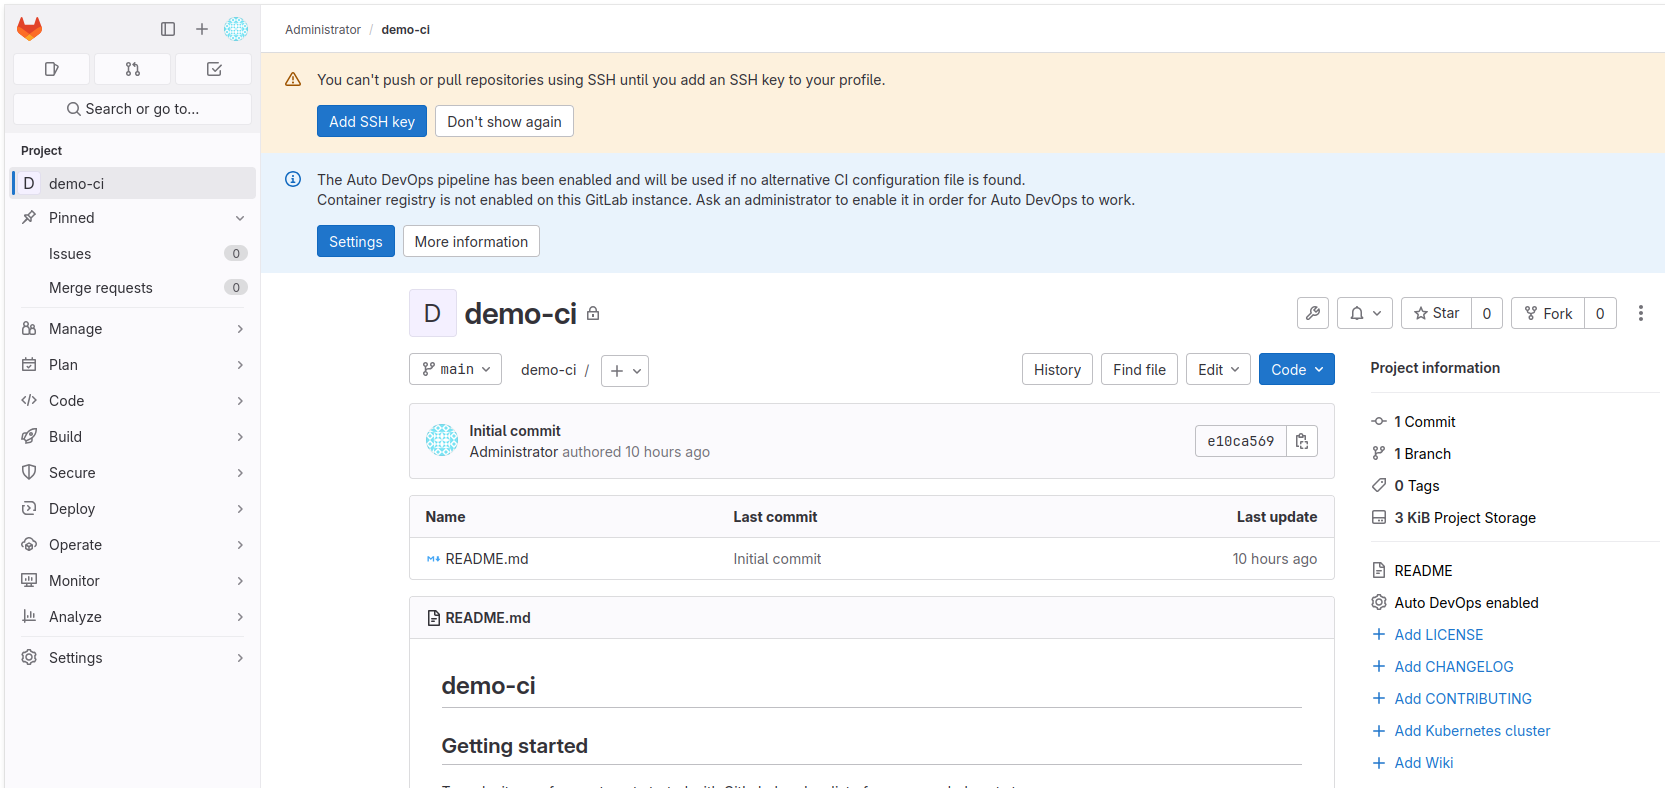 Administrator / demo-ci
Search or go to...
Project
D demo-ci
Pinned
Issues 0
Merge requests 0
Manage
Plan
Code
Build
Secure
Deploy
Operate
Monitor
Analyze
Settings
You can't push or pull repositories using SSH until you add an SSH key to your profile.
Add SSH key Don't show again
The Auto DevOps pipeline has been enabled and will be used if no alternative CI configuration file is found.
Container registry is not enabled on this GitLab instance. Ask an administrator to enable it in order for Auto DevOps to work.
Settings More information
D demo-ci
Star 0 Fork 0
main demo-ci / +
History Find file Edit Code
Initial commit
Administrator authored 10 hours ago
e10ca569
Name Last commit Last update
README.md Initial commit 10 hours ago
README.md
demo-ci
Getting started
Project information
1 Commit
1 Branch
0 Tags
3 KiB Project Storage
README
Auto DevOps enabled
+ Add LICENSE
+ Add CHANGELOG
+ Add CONTRIBUTING
+ Add Kubernetes cluster
+ Add Wiki